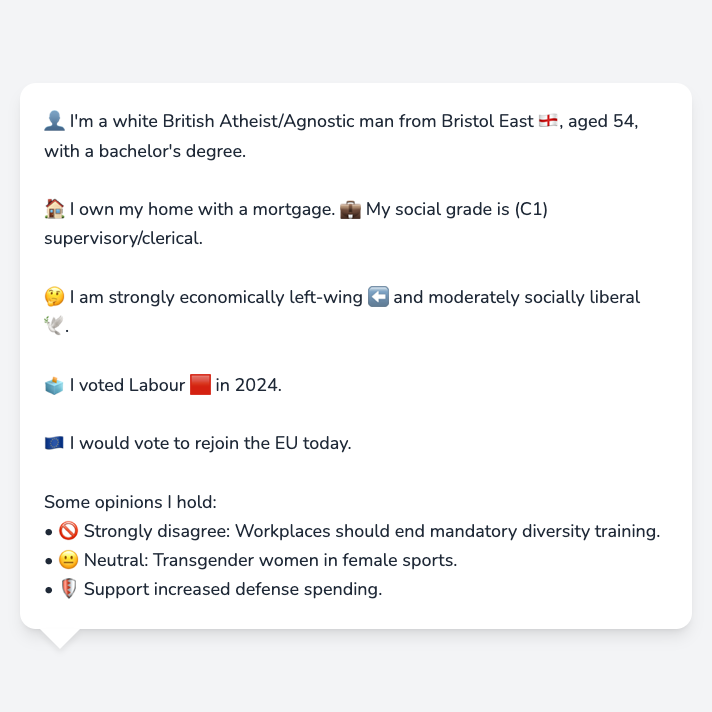 👤 I'm a white British Atheist/Agnostic man from Bristol East 🏴󠁧󠁢󠁥󠁮󠁧󠁿, aged 54,
with a bachelor's degree.
🏠 I own my home with a mortgage. 💼 My social grade is (C1)
supervisory/clerical.
🤔 I am strongly economically left-wing ⬅️ and moderately socially liberal
🕊️.
🗳️ I voted Labour 🟥 in 2024.
🇪🇺 I would vote to rejoin the EU today.
Some opinions I hold:
• 🚫 Strongly disagree: Workplaces should end mandatory diversity training.
• 😐 Neutral: Transgender women in female sports.
• 🛡️ Support increased defense spending.